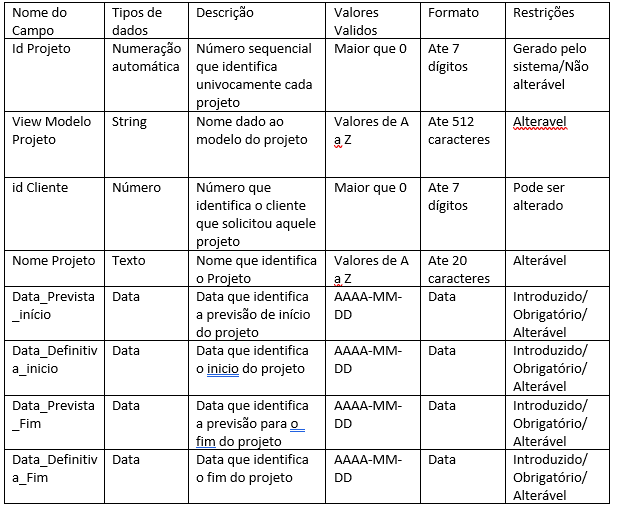 Nome do Campo | Tipos de dados | Descrição | Valores Validos | Formato | Restrições
Id Projeto | Numeração automática | Número sequencial que identifica univocamente cada projeto | Maior que 0 | Ate 7 dígitos | Gerado pelo sistema/Não alterável
View Modelo Projeto | String | Nome dado ao modelo do projeto | Valores de A a Z | Ate 512 caracteres | Alteravel
id Cliente | Número | Número que identifica o cliente que solicitou aquele projeto | Maior que 0 | Ate 7 dígitos | Pode ser alterado
Nome Projeto | Texto | Nome que identifica o Projeto | Valores de A a Z | Ate 20 caracteres | Alterável
Data_Prevista_início | Data | Data que identifica a previsão de início do projeto | AAAA-MM-DD | Data | Introduzido/ Obrigatório/ Alterável
Data_Definitiva_inicio | Data | Data que identifica o inicio do projeto | AAAA-MM-DD | Data | Introduzido/ Obrigatório/ Alterável
Data_Prevista_Fim | Data | Data que identifica a previsão para o fim do projeto | AAAA-MM-DD | Data | Introduzido/ Obrigatório/ Alterável
Data_Definitiva_Fim | Data | Data que identifica o fim do projeto | AAAA-MM-DD | Data | Introduzido/ Obrigatório/ Alterável